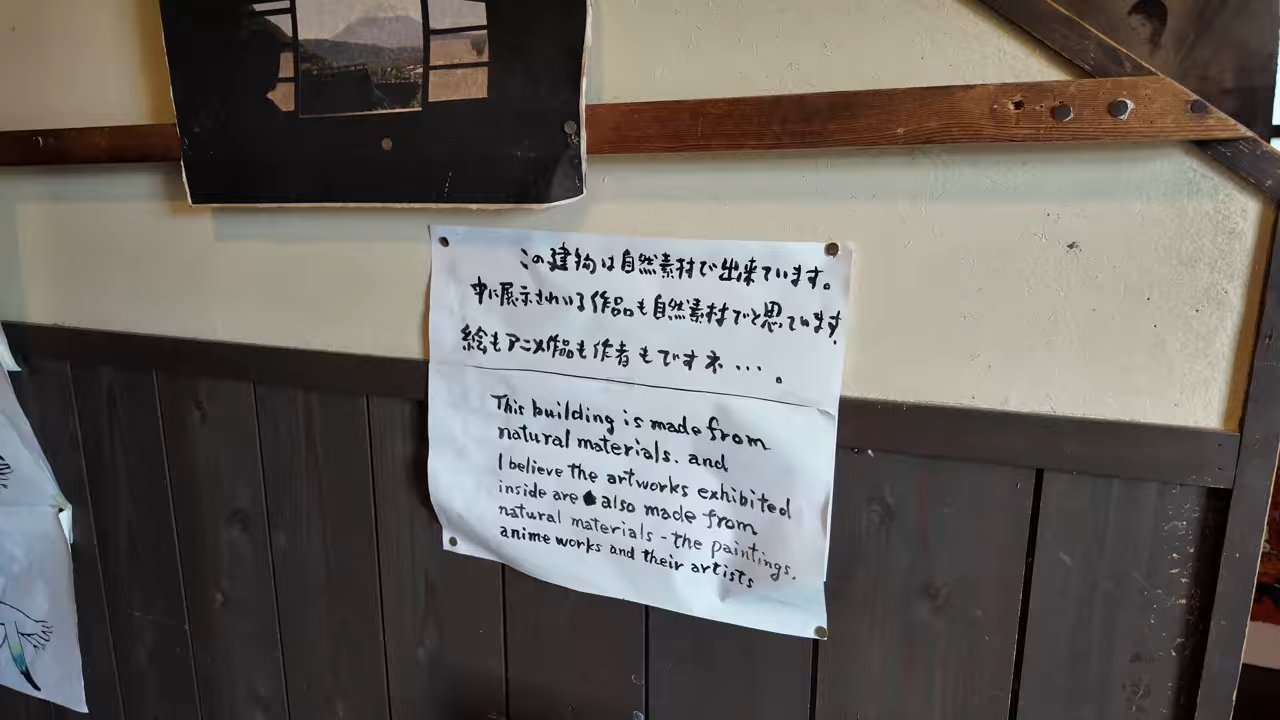 この建物は自然素材で出来ています。
中に展示されいる作品も自然素材でと思っています.
絵もアニメ作品も作者もですネ・・・。
This building is made from
natural materials. and
I believe the artworks exhibited
inside are also made from
natural materials - the paintings.
anime works and their artists